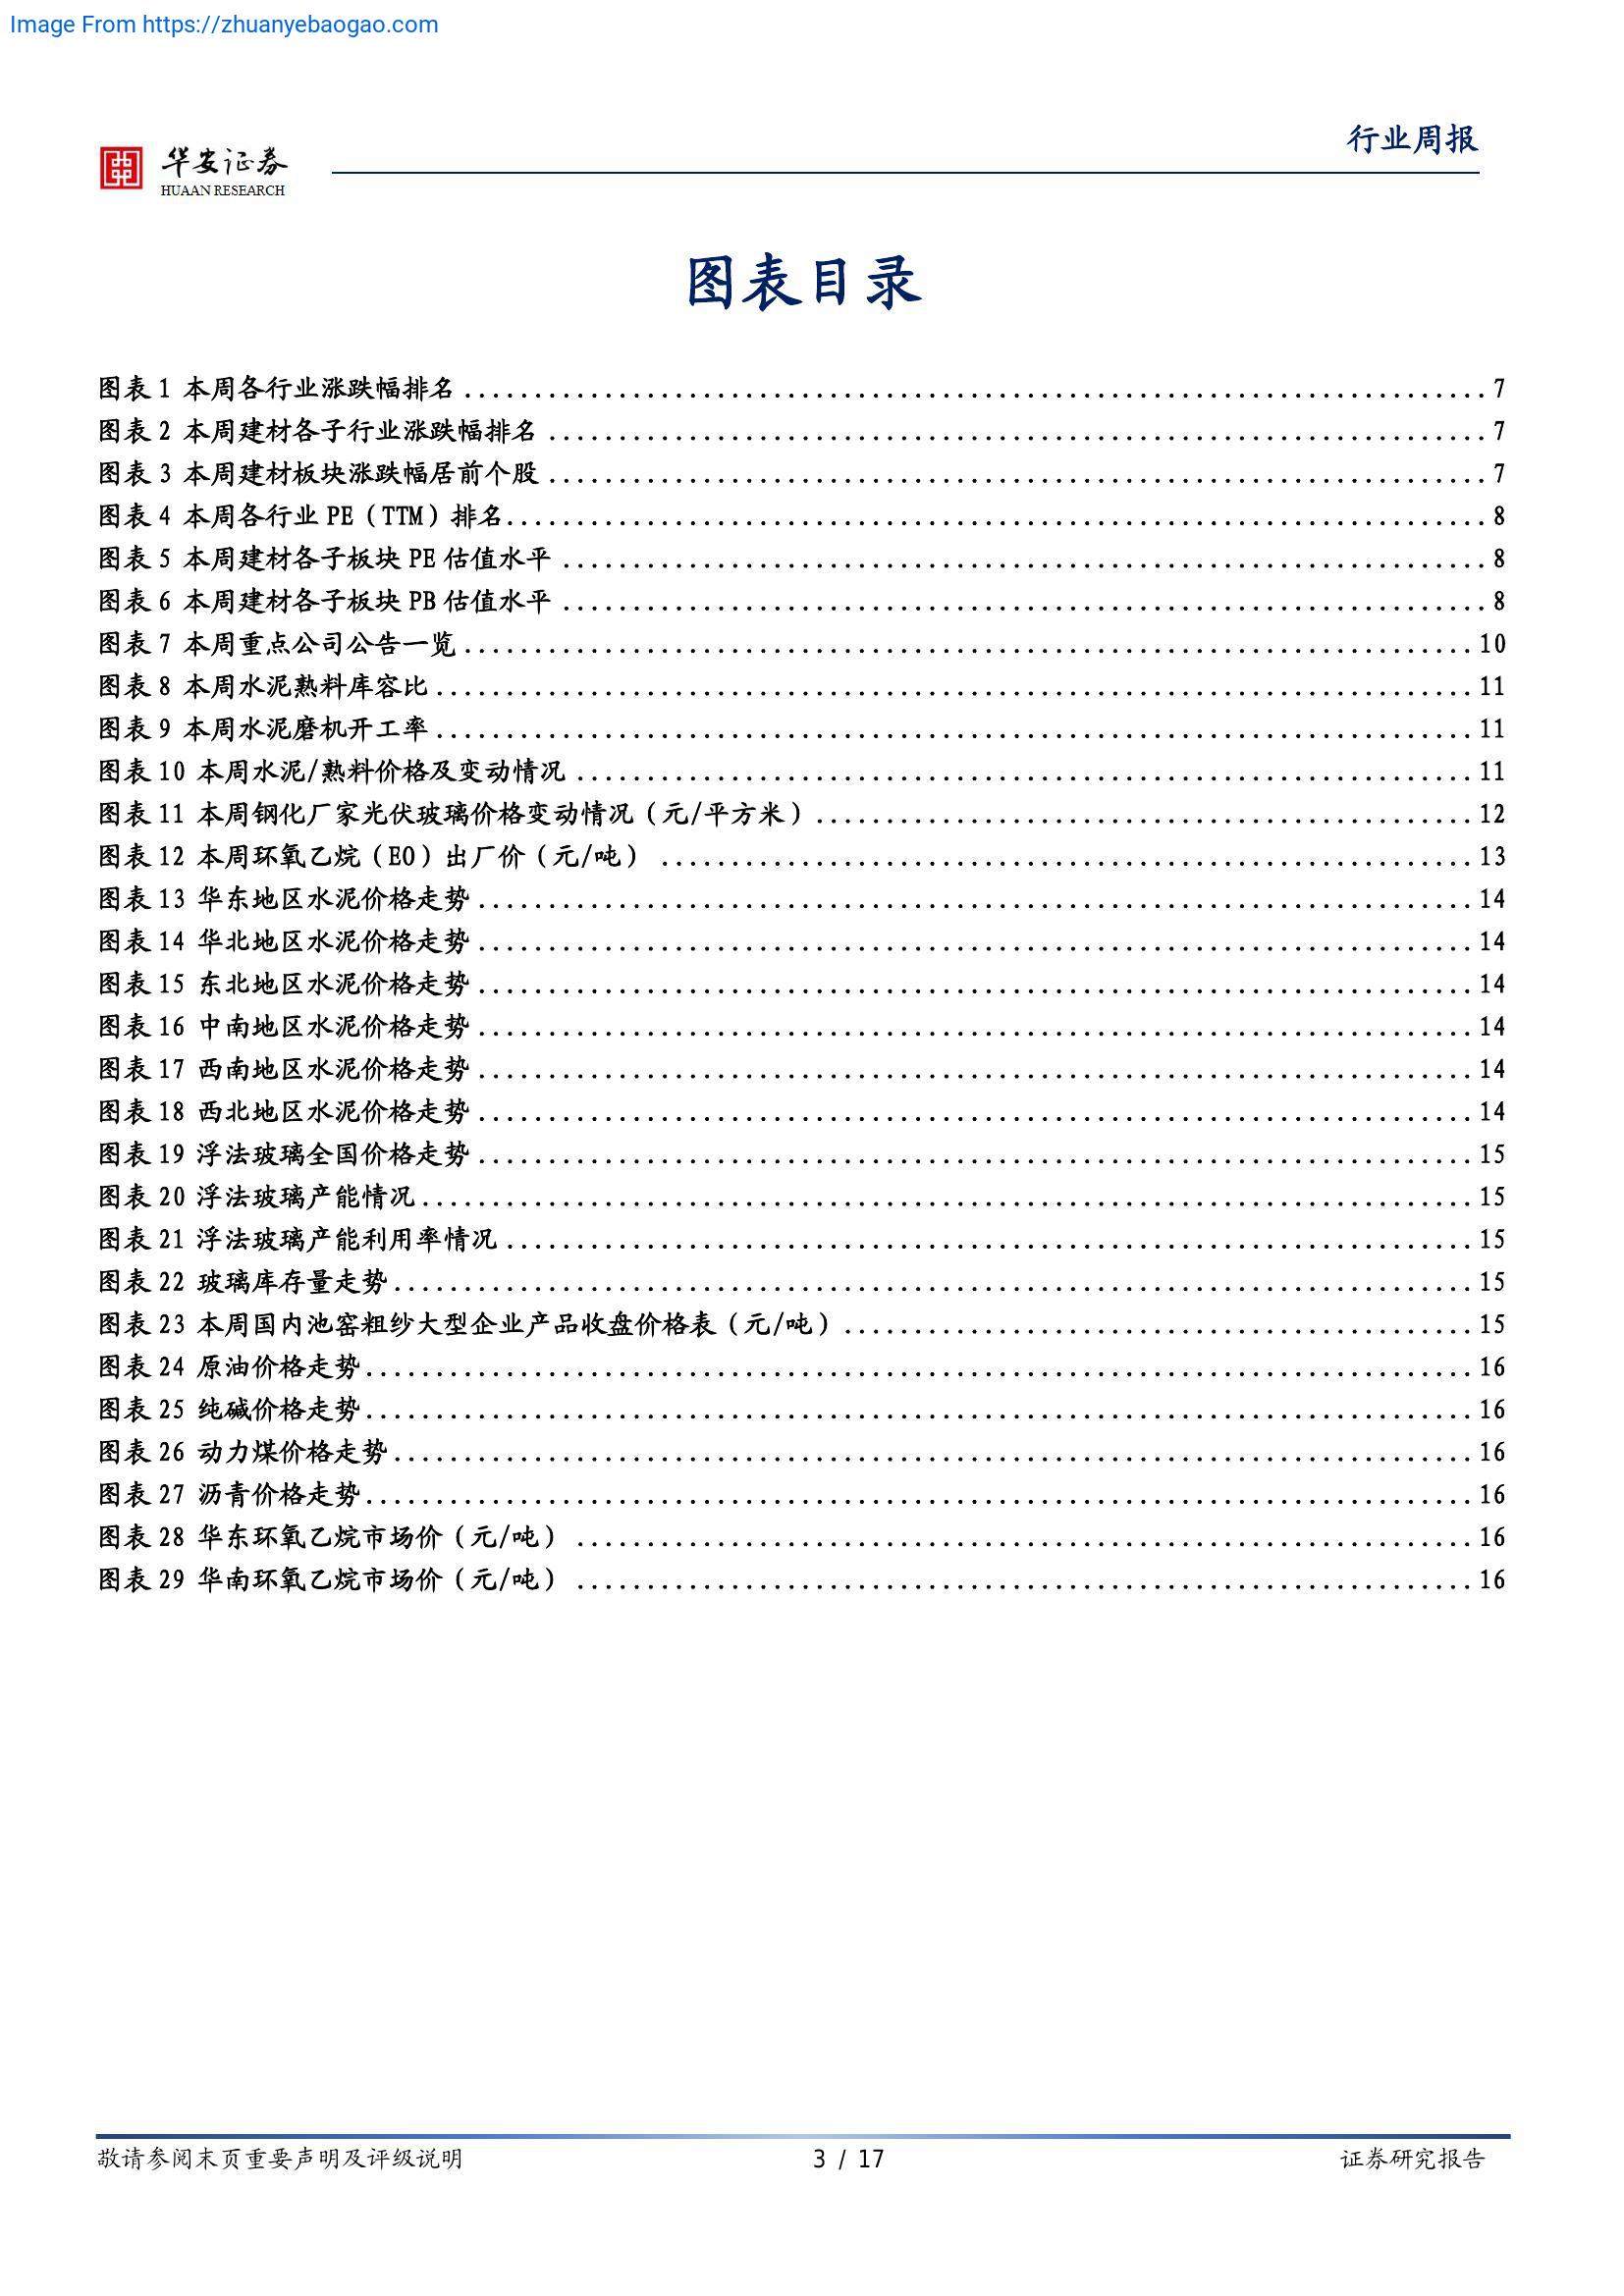 Image From https://zhuanyebaogao.com
行业周报
华安证券
HUAAN RESEARCH
图表目录
图表 1 本周各行业涨跌幅排名 7
图表 2 本周建材各子行业涨跌幅排名 7
图表 3 本周建材板块涨跌幅居前个股 7
图表 4 本周各行业 PE（TTM）排名 8
图表 5 本周建材各子板块 PE 估值水平 8
图表 6 本周建材各子板块 PB 估值水平 8
图表 7 本周重点公司公告一览 10
图表 8 本周水泥熟料库容比 11
图表 9 本周水泥磨机开工率 11
图表 10 本周水泥/熟料价格及变动情况 11
图表 11 本周钢化厂家光伏玻璃价格变动情况（元/平方米） 12
图表 12 本周环氧乙烷（EO）出厂价（元/吨） 13
图表 13 华东地区水泥价格走势 14
图表 14 华北地区水泥价格走势 14
图表 15 东北地区水泥价格走势 14
图表 16 中南地区水泥价格走势 14
图表 17 西南地区水泥价格走势 14
图表 18 西北地区水泥价格走势 14
图表 19 浮法玻璃全国价格走势 15
图表 20 浮法玻璃产能情况 15
图表 21 浮法玻璃产能利用率情况 15
图表 22 玻璃库存量走势 15
图表 23 本周国内池窑粗纱大型企业产品收盘价格表（元/吨） 15
图表 24 原油价格走势 16
图表 25 纯碱价格走势 16
图表 26 动力煤价格走势 16
图表 27 沥青价格走势 16
图表 28 华东环氧乙烷市场价（元/吨） 16
图表 29 华南环氧乙烷市场价（元/吨） 16
敬请参阅末页重要声明及评级说明 3 / 17 证券研究报告